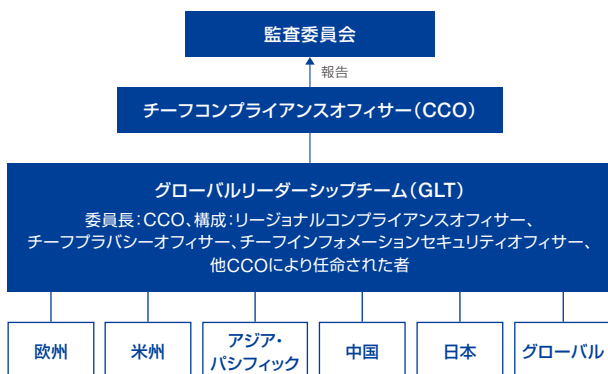 監査委員会
報告
チーフコンプライアンスオフィサー（CCO）
グローバルリーダーシップチーム（GLT）
委員長：CCO、構成：リージョナルコンプライアンスオフィサー、
チーフプラバシーオフィサー、チーフインフォメーションセキュリティオフィサー、
他CCOにより任命された者
欧州
米州
アジア・
パシフィック
中国
日本
グローバル